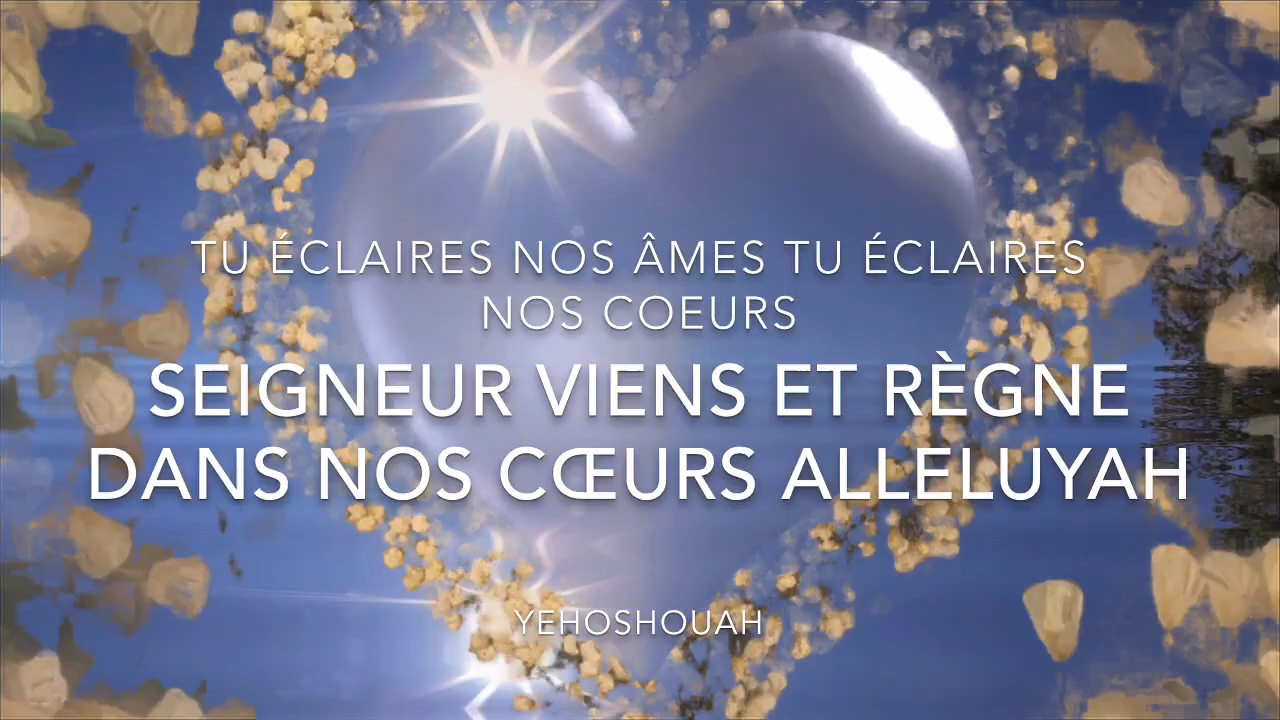 TU ÉCLAIRES NOS ÂMES TU ÉCLAIRES
NOS COEURS
SEIGNEUR VIENS ET RÈGNE
DANS NOS CŒURS ALLELUYAH
YEHOSHOUAH